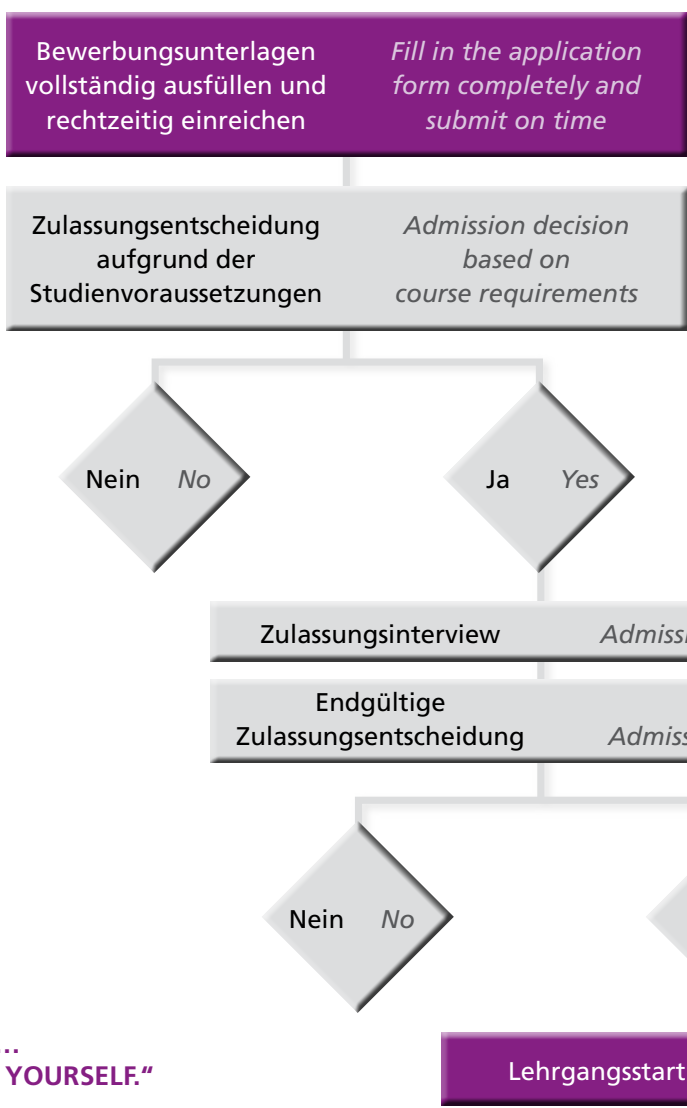 Bewerbungsunterlagen
vollständig ausfüllen und
rechtzeitig einreichen
Fill in the application
form completely and
submit on time
Zulassungsentscheidung
aufgrund der
Studienvoraussetzungen
Admission decision
based on
course requirements
Nein No
Ja Yes
Zulassungsinterview
Endgültige
Zulassungsentscheidung
Nein No
...
YOURSELF.“
Lehrgangsstart